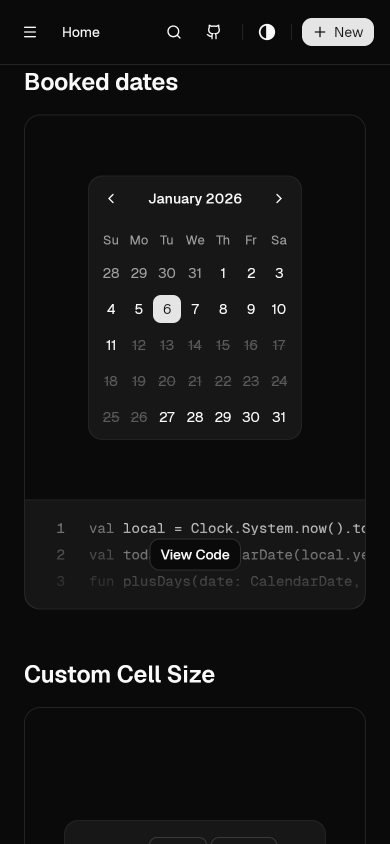 Home
New
Booked dates
January 2026
Su Mo Tu We Th Fr Sa
28 29 30 31 1 2 3
4 5 6 7 8 9 10
11 12 13 14 15 16 17
18 19 20 21 22 23 24
25 26 27 28 29 30 31
1 val local = Clock.System.now().to
2 val tod arDate(local.ye
View Code
3 fun plusDays(date: CalendarDate,
Custom Cell Size